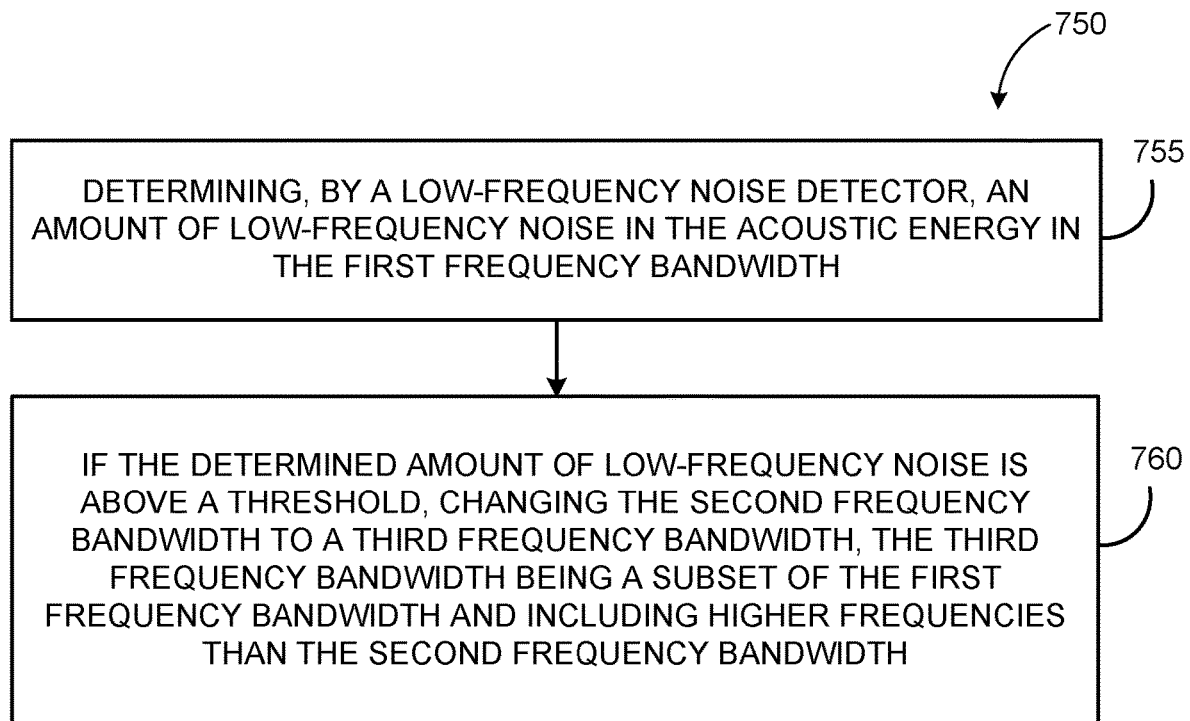 750
755
DETERMINING, BY A LOW-FREQUENCY NOISE DETECTOR, AN
AMOUNT OF LOW-FREQUENCY NOISE IN THE ACOUSTIC ENERGY IN
THE FIRST FREQUENCY BANDWIDTH
760
IF THE DETERMINED AMOUNT OF LOW-FREQUENCY NOISE IS
ABOVE A THRESHOLD, CHANGING THE SECOND FREQUENCY
BANDWIDTH TO A THIRD FREQUENCY BANDWIDTH, THE THIRD
FREQUENCY BANDWIDTH BEING A SUBSET OF THE FIRST
FREQUENCY BANDWIDTH AND INCLUDING HIGHER FREQUENCIES
THAN THE SECOND FREQUENCY BANDWIDTH